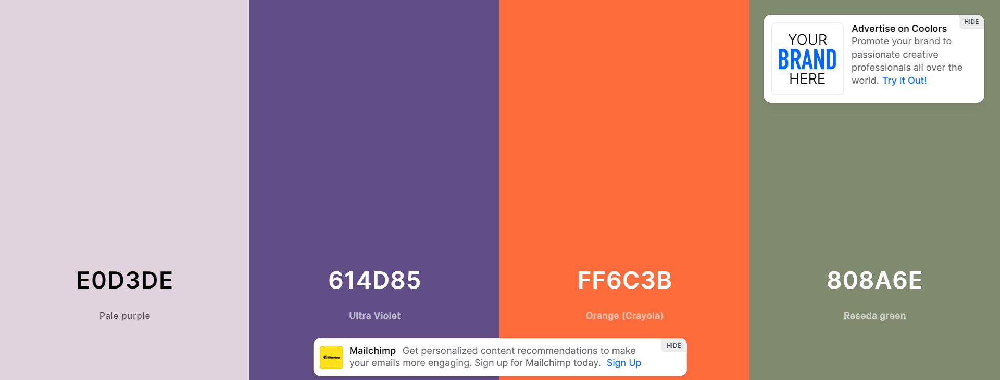 E0D3DE
Pale purple
614D85
Ultra Violet
FF6C3B
Orange (Crayola)
808A6E
Reseda green
YOUR
BRAND
HERE
Advertise on Coolors
Promote your brand to
passionate creative
professionals all over the
world. Try It Out!
HIDE
mailchimp
Mailchimp Get personalized content recommendations to make
your emails more engaging. Sign up for Mailchimp today. Sign Up
HIDE